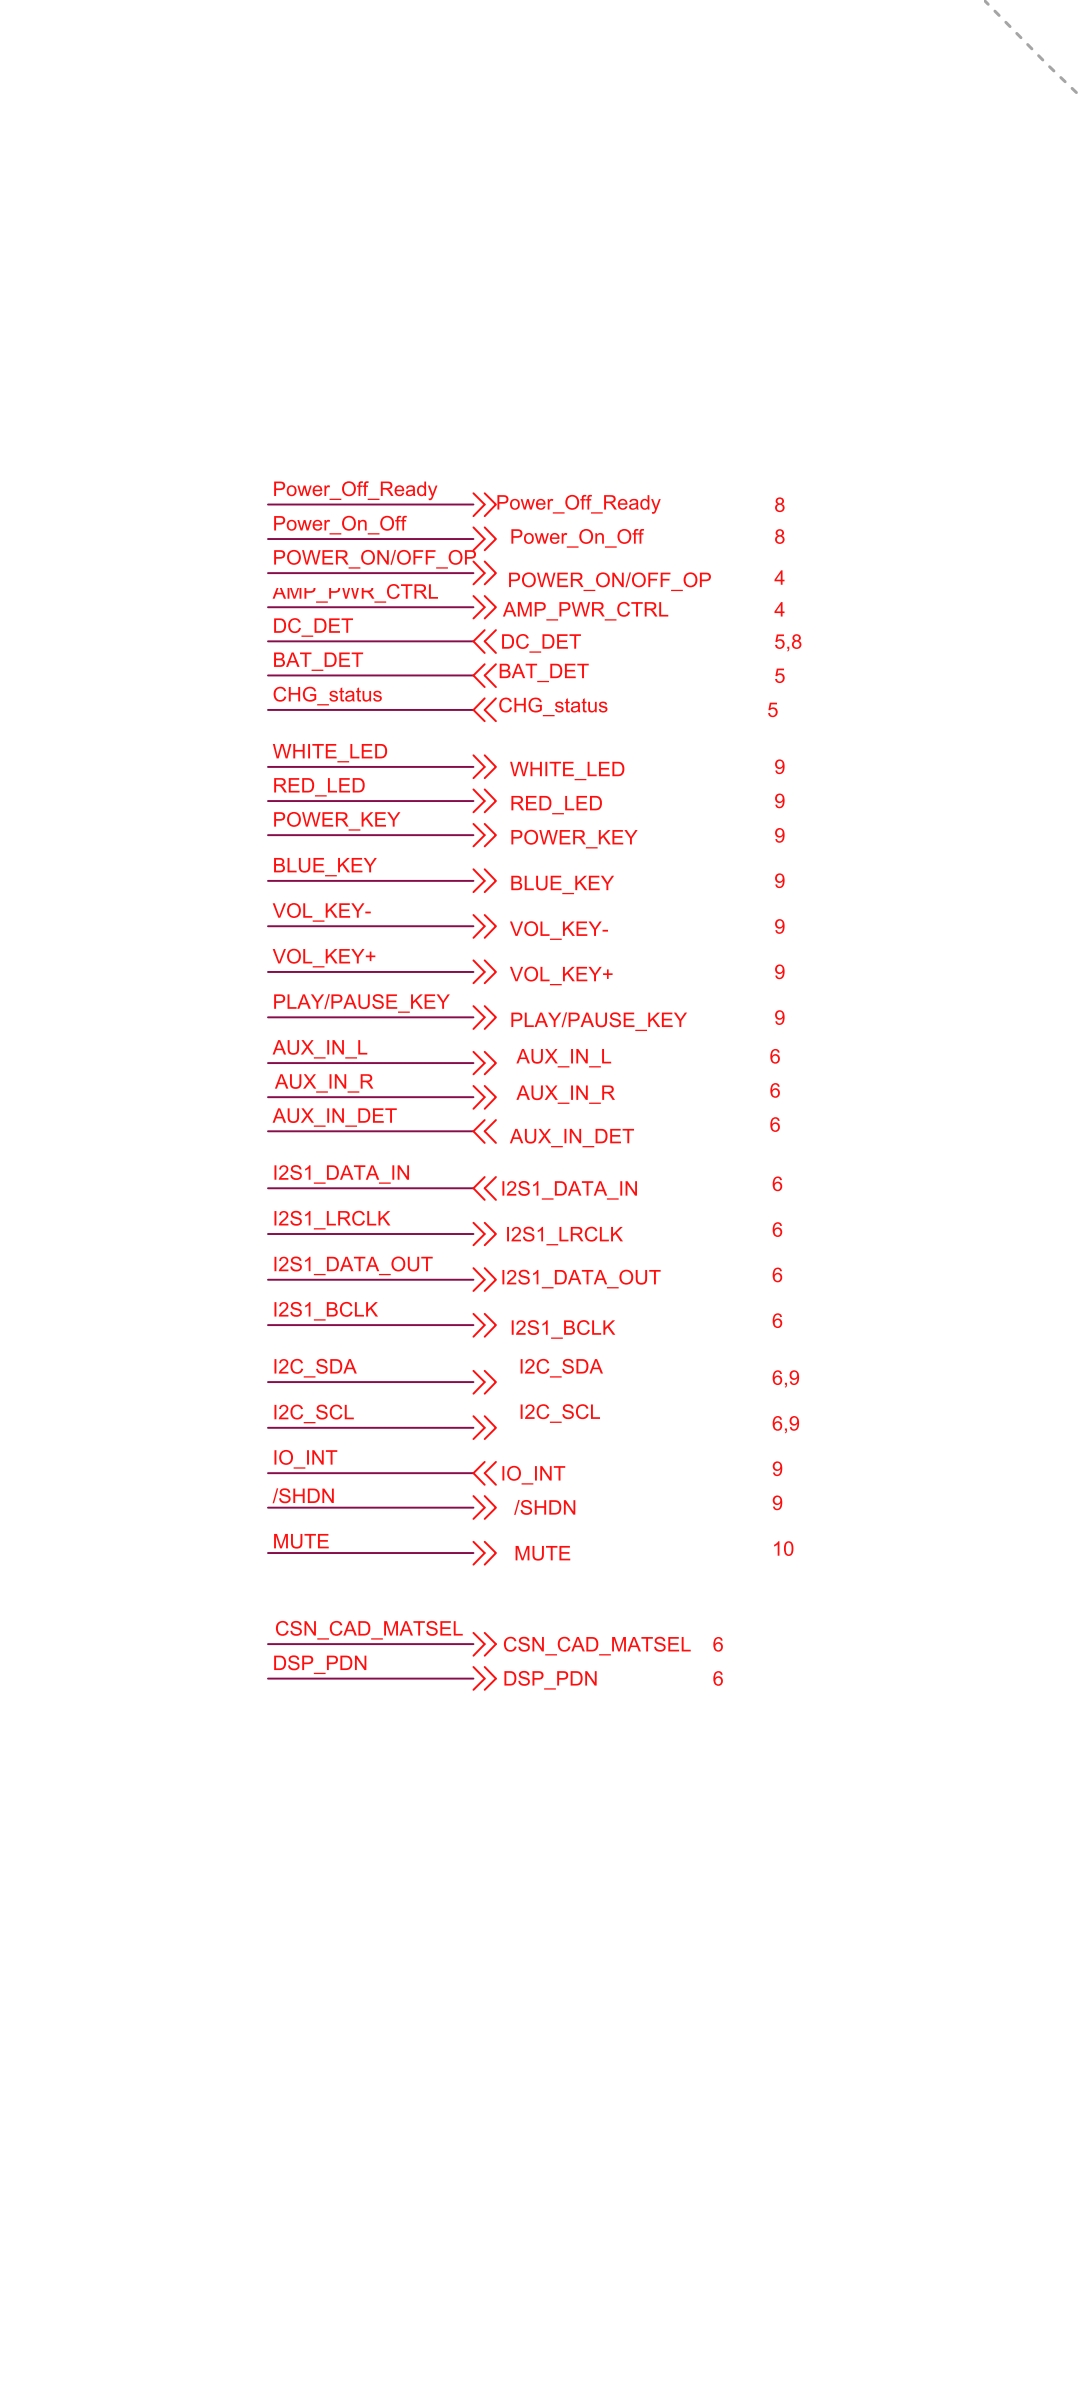 Power_Off_Ready Power_Off_Ready 8
Power_On_Off Power_On_Off 8
POWER_ON/OFF_OP POWER_ON/OFF_OP 4
AMP_PWR_CTRL AMP_PWR_CTRL 4
DC_DET DC_DET 5,8
BAT_DET BAT_DET 5
CHG_status CHG_status 5
WHITE_LED WHITE_LED 9
RED_LED RED_LED 9
POWER_KEY POWER_KEY 9
BLUE_KEY BLUE_KEY 9
VOL_KEY- VOL_KEY- 9
VOL_KEY+ VOL_KEY+ 9
PLAY/PAUSE_KEY PLAY/PAUSE_KEY 9
AUX_IN_L AUX_IN_L 6
AUX_IN_R AUX_IN_R 6
AUX_IN_DET AUX_IN_DET 6
I2S1_DATA_IN I2S1_DATA_IN 6
I2S1_LRCLK I2S1_LRCLK 6
I2S1_DATA_OUT I2S1_DATA_OUT 6
I2S1_BCLK I2S1_BCLK 6
I2C_SDA I2C_SDA 6,9
I2C_SCL I2C_SCL 6,9
IO_INT IO_INT 9
/SHDN /SHDN 9
MUTE MUTE 10
CSN_CAD_MATSEL CSN_CAD_MATSEL 6
DSP_PDN DSP_PDN 6